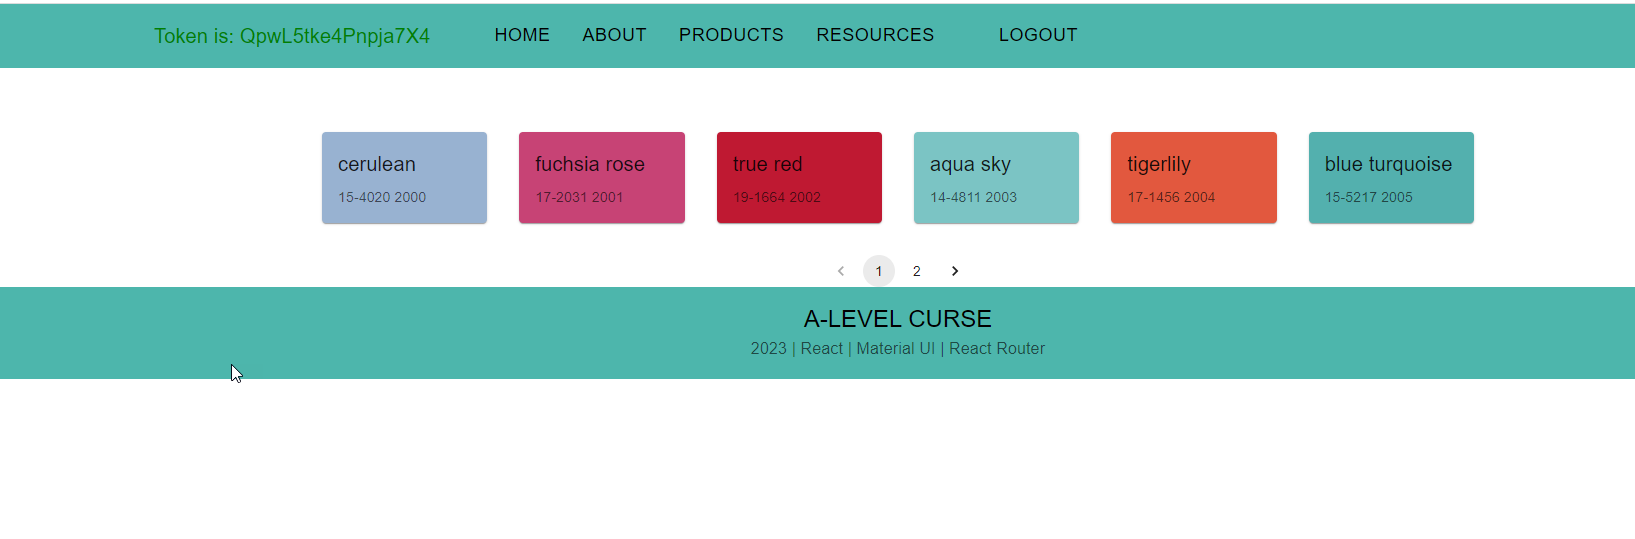 Token is: QpwL5tke4Pnpja7X4 HOME ABOUT PRODUCTS RESOURCES LOGOUT
cerulean
15-4020 2000
fuchsia rose
17-2031 2001
true red
19-1664 2002
aqua sky
14-4811 2003
tigerlily
17-1456 2004
blue turquoise
15-5217 2005
1 2
A-LEVEL CURSE
2023 | React | Material UI | React Router